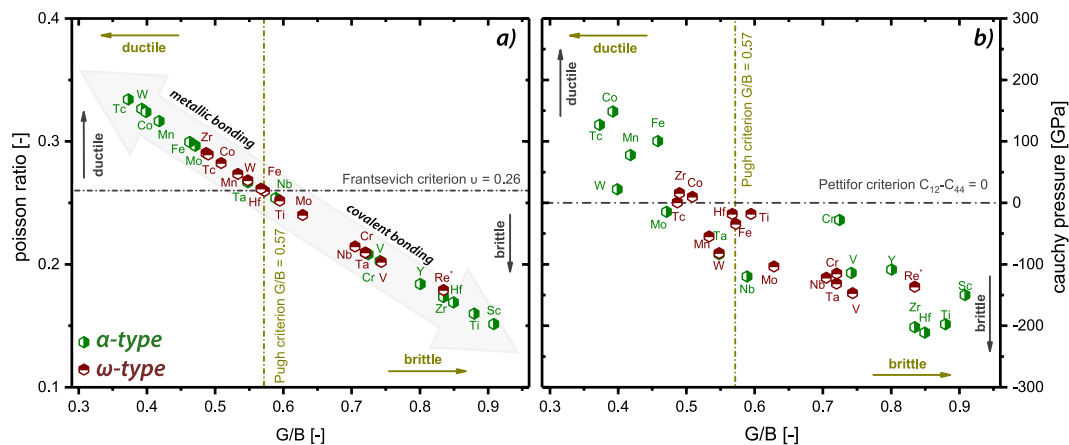 0.4
0.3
0.2
0.1
poisson ratio [-]
ductile
a)
ductile
metallic bonding
W
Tc
Co
Mn
Fe
Mo
Zr
Tc
Co
Mn
W
Ta
Hf
Fe
Nb
Ti
Mo
Frantsevich criterion υ = 0.26
covalent bonding
brittle
Pugh criterion G/B = 0.57
Nb
Cr
Ta
Cr
V
V
Y
Re*
Zr
Hf
Ti
Sc
α-type
ω-type
brittle
0.3
0.4
0.5
0.6
0.7
0.8
0.9
G/B [-]
ductile
b)
ductile
Pugh criterion G/B = 0.57
Co
Tc
Mn
Fe
W
Mo
Zr
Tc
Co
Pettifor criterion C12-C44 = 0
Hf
Ti
Fe
Mn
Ta
W
Nb
Mo
Cr
V
Cr
Nb
Ta
V
Y
Re*
Zr
Hf
Ti
Sc
brittle
brittle
300
200
100
0
-100
-200
-300
cauchy pressure [GPa]
0.3
0.4
0.5
0.6
0.7
0.8
0.9
G/B [-]